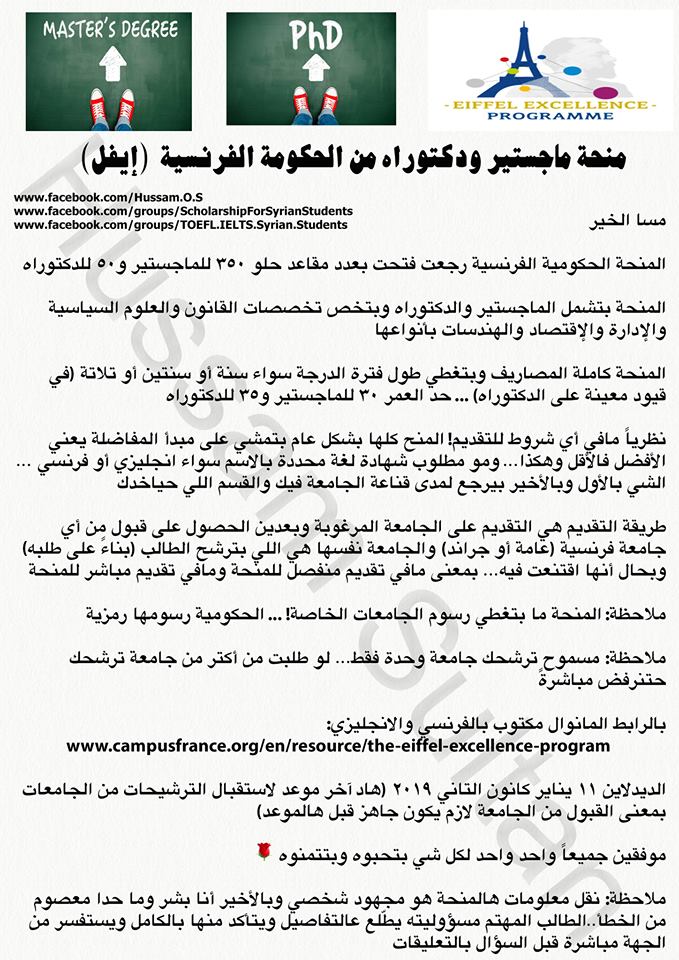 MASTER'S DEGREE
PhD
- EIFFEL EXCELLENCE -
PROGRAMME
منحة ماجستير ودكتوراه من الحكومة الفرنسية (إيفل)
www.facebook.com/Hussam.O.S
www.facebook.com/groups/ScholarshipForSyrianStudents
www.facebook.com/groups/TOEFL.IELTS.Syrian.Students
مسا الخير
المنحة الحكومية الفرنسية رجعت فتحت بعدد مقاعد حلو ٣٥٠ للماجستير و٥٠ للدكتوراه
المنحة بتشمل الماجستير والدكتوراه وبتخص تخصصات القانون والعلوم السياسية
والإدارة والإقتصاد والهندسات بأنواعها
المنحة كاملة المصاريف وبتغطي طول فترة الدرجة سواء سنة أو سنتين أو تلاتة (في
قيود معينة على الدكتوراه) ... حد العمر ٣٠ للماجستير و٣٥ للدكتوراه
نظرياً مافي أي شروط للتقديم! المنح كلها بشكل عام بتمشي على مبدأ المفاضلة يعني
الأفضل فالأقل وهكذا... ومو مطلوب شهادة لغة محددة بالاسم سواء انجليزي أو فرنسي ...
الشي بالأول وبالأخير بيرجع لمدى قناعة الجامعة فيك والقسم اللي حياخدك
طريقة التقديم هي التقديم على الجامعة المرغوبة وبعدين الحصول على قبول من أي
جامعة فرنسية (عامة أو جراند) والجامعة نفسها هي اللي بترشح الطالب (بناءً على طلبه)
وبحال أنها اقتنعت فيه... بمعنى مافي تقديم منفصل للمنحة ومافي تقديم مباشر للمنحة
ملاحظة: المنحة ما بتغطي رسوم الجامعات الخاصة! ... الحكومية رسومها رمزية
ملاحظة: مسموح ترشحك جامعة وحدة فقط... لو طلبت من أكتر من جامعة ترشحك
حتنرفض مباشرةً
بالرابط المانوال مكتوب بالفرنسي والانجليزي:
www.campusfrance.org/en/resource/the-eiffel-excellence-program
الديدلاين ١١ يناير كانون التاني ٢٠١٩ (هاد آخر موعد لاستقبال الترشيحات من الجامعات
بمعنى القبول من الجامعة لازم يكون جاهز قبل هالموعد)
موفقين جميعاً واحد واحد لكل شي بتحبوه وبتتمنوه
ملاحظة: نقل معلومات هالمنحة هو مجهود شخصي وبالأخير أنا بشر وما حدا معصوم
من الخطأ..الطالب المهتم مسؤوليته يطّلع عالتفاصيل ويتأكد منها بالكامل ويستفسر من
الجهة مباشرة قبل السؤال بالتعليقات
Hussam Sultan